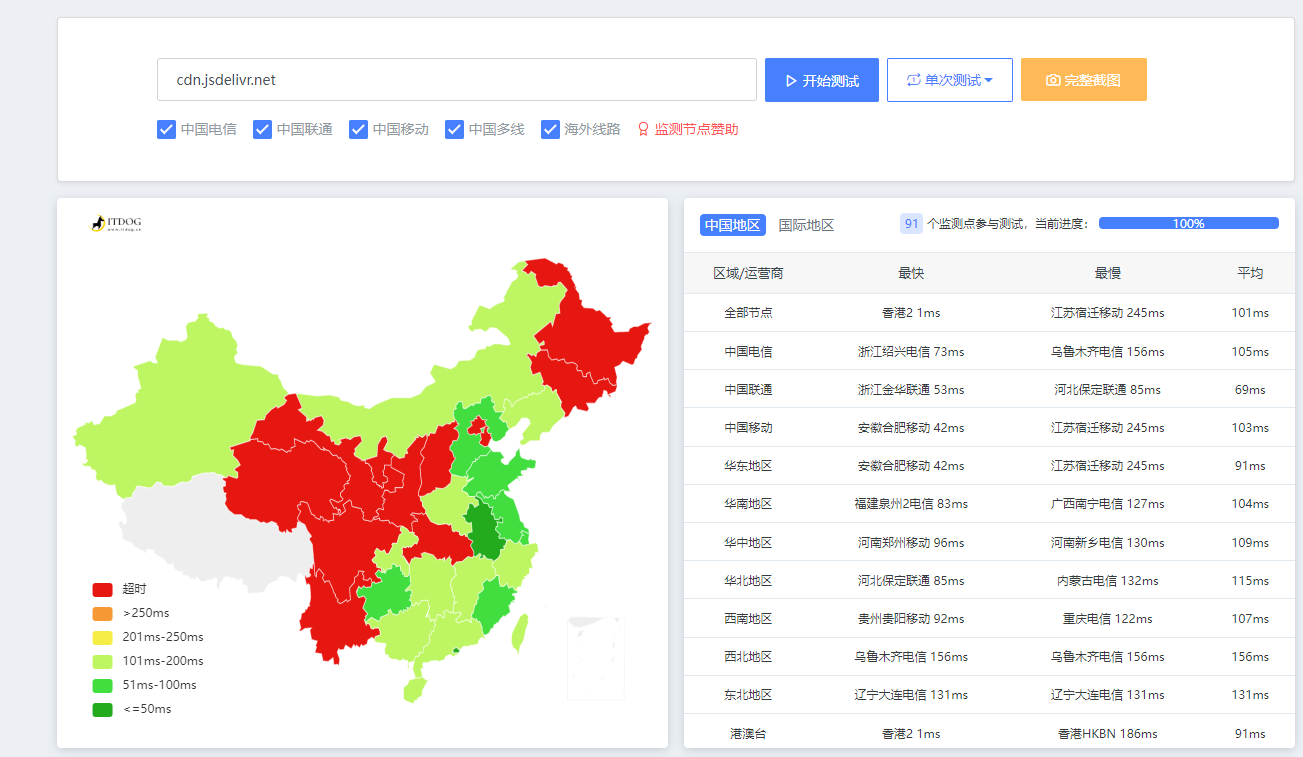 cdn.jsdelivr.net 开始测试 单次测试 完整截图
中国电信 中国联通 中国移动 中国多线 海外线路 监测节点赞助
ITDOG
www.itdog.cn
超时
>250ms
201ms-250ms
101ms-200ms
51ms-100ms
<=50ms
中国地区 国际地区 91 个监测点参与测试，当前进度： 100%
区域/运营商 最快 最慢 平均
全部节点 香港2 1ms 江苏宿迁移动 245ms 101ms
中国电信 浙江绍兴电信 73ms 乌鲁木齐电信 156ms 105ms
中国联通 浙江金华联通 53ms 河北保定联通 85ms 69ms
中国移动 安徽合肥移动 42ms 江苏宿迁移动 245ms 103ms
华东地区 安徽合肥移动 42ms 江苏宿迁移动 245ms 91ms
华南地区 福建泉州2电信 83ms 广西南宁电信 127ms 104ms
华中地区 河南郑州移动 96ms 河南新乡电信 130ms 109ms
华北地区 河北保定联通 85ms 内蒙古电信 132ms 115ms
西南地区 贵州贵阳移动 92ms 重庆电信 122ms 107ms
西北地区 乌鲁木齐电信 156ms 乌鲁木齐电信 156ms 156ms
东北地区 辽宁大连电信 131ms 辽宁大连电信 131ms 131ms
港澳台 香港2 1ms 香港HKBN 186ms 91ms